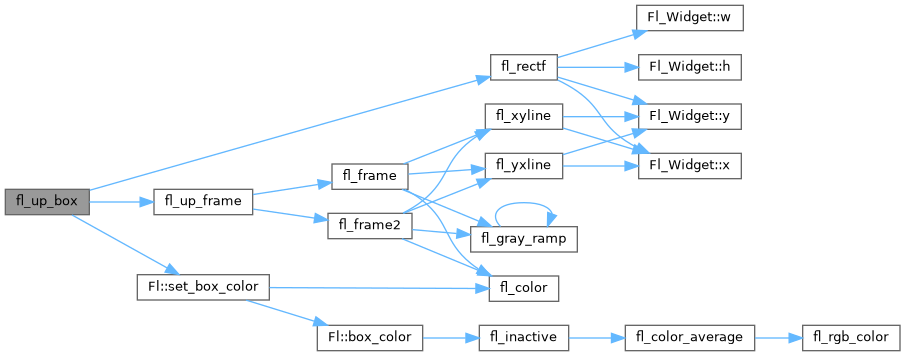 fl_up_box
fl_rectf
Fl_Widget::w
Fl_Widget::h
Fl_Widget::y
Fl_Widget::x
fl_up_frame
fl_frame
fl_xyline
fl_yxline
fl_frame2
fl_gray_ramp
fl_color
Fl::set_box_color
Fl::box_color
fl_inactive
fl_color_average
fl_rgb_color